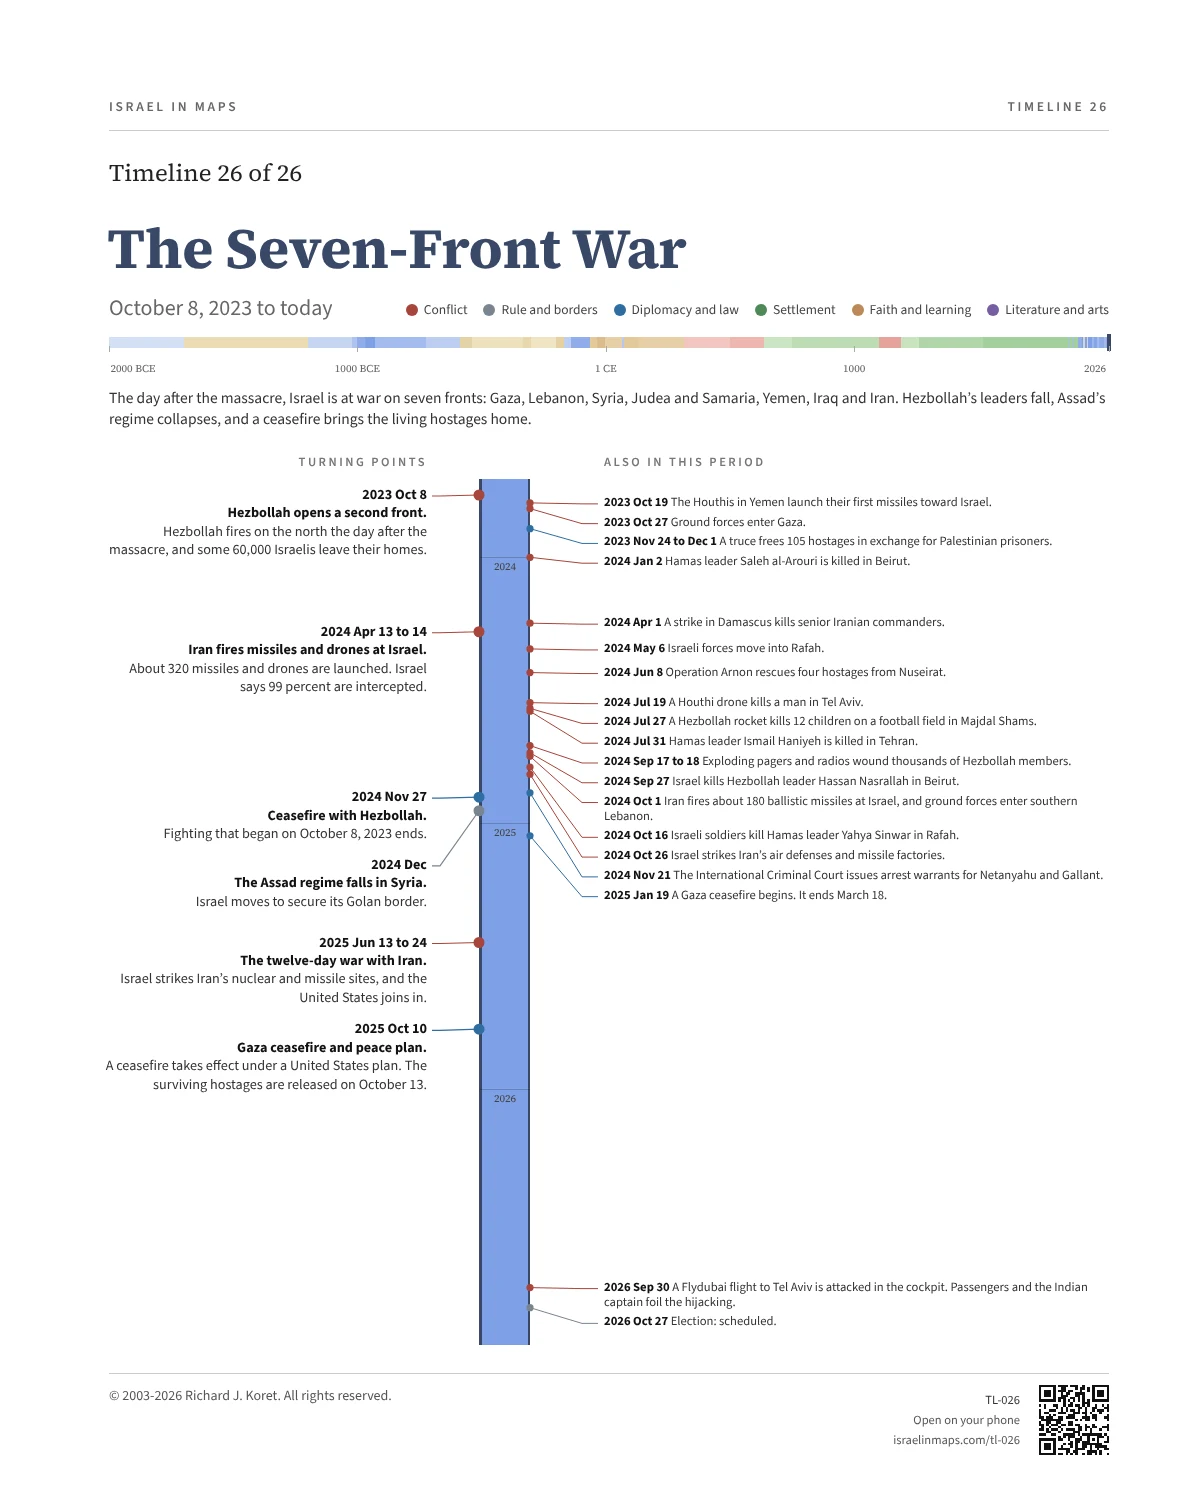 ISRAEL IN MAPS
TIMELINE 26
Timeline 26 of 26
The Seven-Front War
October 8, 2023 to today
Conflict
Rule and borders
Diplomacy and law
Settlement
Faith and learning
Literature and arts
2000 BCE
1000 BCE
1 CE
1000
2026
The day after the massacre, Israel is at war on seven fronts: Gaza, Lebanon, Syria, Judea and Samaria, Yemen, Iraq and Iran. Hezbollah’s leaders fall, Assad’s
regime collapses, and a ceasefire brings the living hostages home.
TURNING POINTS
2023 Oct 8
Hezbollah opens a second front.
Hezbollah fires on the north the day after the
massacre, and some 60,000 Israelis leave their homes.
2024 Apr 13 to 14
Iran fires missiles and drones at Israel.
About 320 missiles and drones are launched. Israel
says 99 percent are intercepted.
2024 Nov 27
Ceasefire with Hezbollah.
Fighting that began on October 8, 2023 ends.
2024 Dec
The Assad regime falls in Syria.
Israel moves to secure its Golan border.
2025 Jun 13 to 24
The twelve-day war with Iran.
Israel strikes Iran’s nuclear and missile sites, and the
United States joins in.
2025 Oct 10
Gaza ceasefire and peace plan.
A ceasefire takes effect under a United States plan. The
surviving hostages are released on October 13.
2024
2025
2026
ALSO IN THIS PERIOD
2023 Oct 19 The Houthis in Yemen launch their first missiles toward Israel.
2023 Oct 27 Ground forces enter Gaza.
2023 Nov 24 to Dec 1 A truce frees 105 hostages in exchange for Palestinian prisoners.
2024 Jan 2 Hamas leader Saleh al-Arouri is killed in Beirut.
2024 Apr 1 A strike in Damascus kills senior Iranian commanders.
2024 May 6 Israeli forces move into Rafah.
2024 Jun 8 Operation Arnon rescues four hostages from Nuseirat.
2024 Jul 19 A Houthi drone kills a man in Tel Aviv.
2024 Jul 27 A Hezbollah rocket kills 12 children on a football field in Majdal Shams.
2024 Jul 31 Hamas leader Ismail Haniyeh is killed in Tehran.
2024 Sep 17 to 18 Exploding pagers and radios wound thousands of Hezbollah members.
2024 Sep 27 Israel kills Hezbollah leader Hassan Nasrallah in Beirut.
2024 Oct 1 Iran fires about 180 ballistic missiles at Israel, and ground forces enter southern
Lebanon.
2024 Oct 16 Israeli soldiers kill Hamas leader Yahya Sinwar in Rafah.
2024 Oct 26 Israel strikes Iran’s air defenses and missile factories.
2024 Nov 21 The International Criminal Court issues arrest warrants for Netanyahu and Gallant.
2025 Jan 19 A Gaza ceasefire begins. It ends March 18.
2026 Sep 30 A Flydubai flight to Tel Aviv is attacked in the cockpit. Passengers and the Indian
captain foil the hijacking.
2026 Oct 27 Election: scheduled.
© 2003-2026 Richard J. Koret. All rights reserved.
TL-026
Open on your phone
israelinmaps.com/tl-026